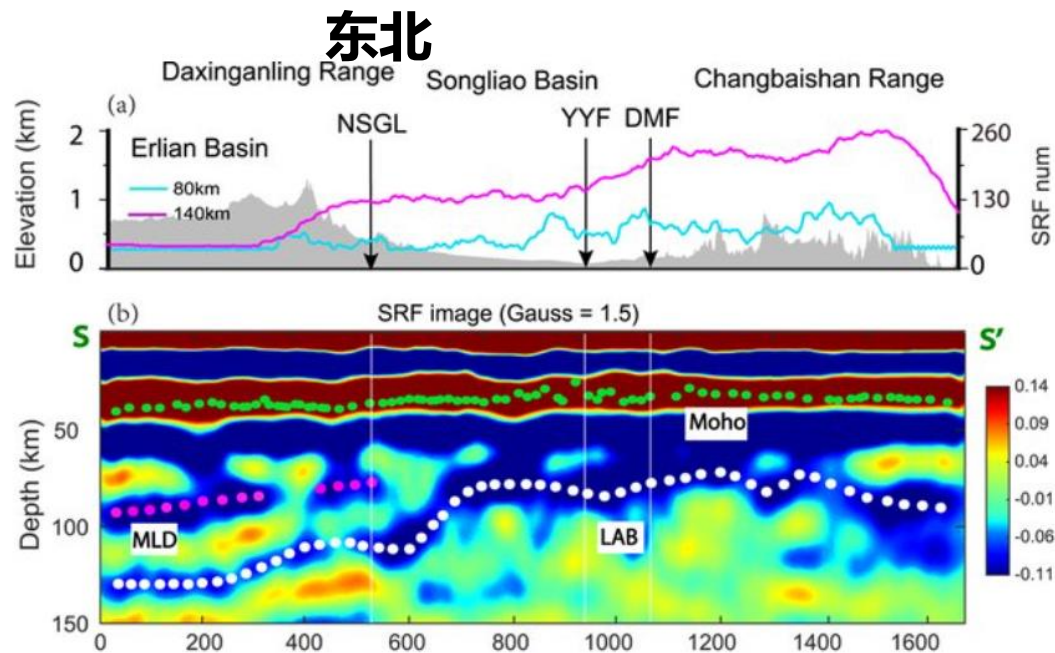 东北
Daxinganling Range Songliao Basin Changbaishan Range
(a)
NSGL YYF DMF
Erlian Basin
80km
140km
Elevation (km)
2
1
0
260
130
0
SRF num
(b) SRF image (Gauss = 1.5)
S S’
Moho
MLD
LAB
Depth (km)
50
100
150
0 200 400 600 800 1000 1200 1400 1600
0.14
0.09
0.04
-0.01
-0.06
-0.11